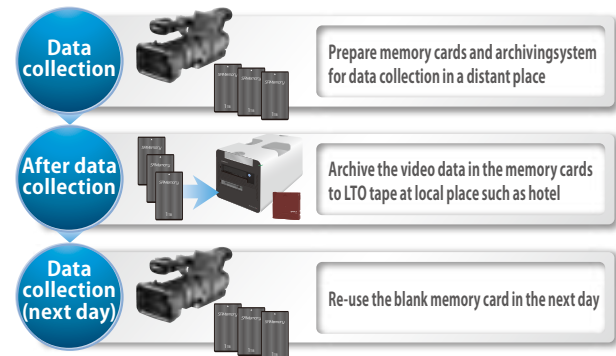 Data
collection
Prepare memory cards and archivingsystem
for data collection in a distant place
After data
collection
Archive the video data in the memory cards
to LTO tape at local place such as hotel
Data
collection
(next day)
Re-use the blank memory card in the next day